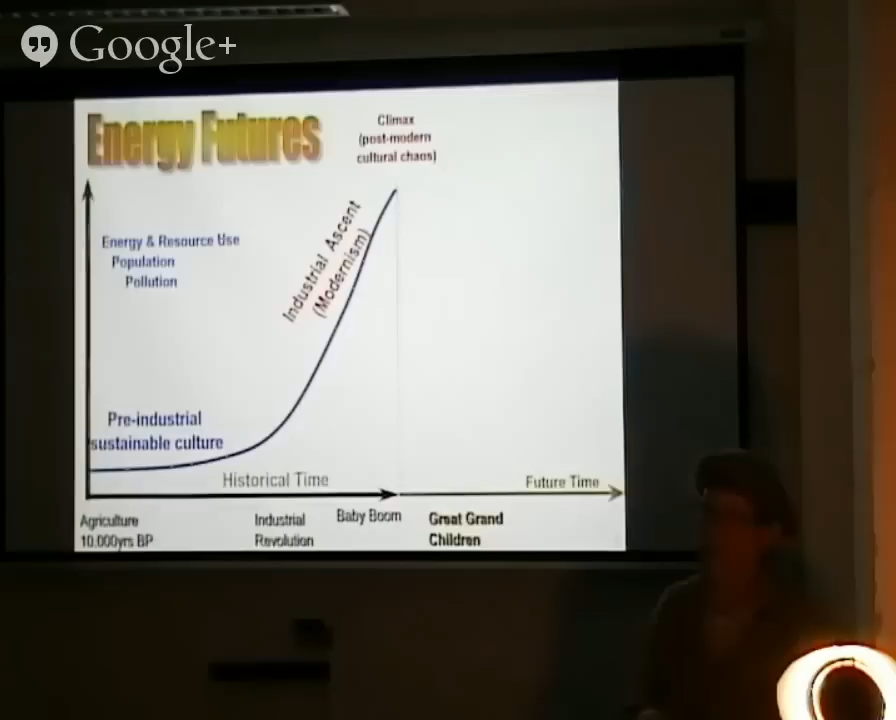 Google+
Energy Futures
Climax
(post-modern
cultural chaos)
Industrial Ascent
(Modernism)
Energy & Resource Use
Population
Pollution
Pre-industrial
sustainable culture
Historical Time
Future Time
Agriculture
10.000yrs BP
Industrial
Revolution
Baby Boom
Great Grand
Children